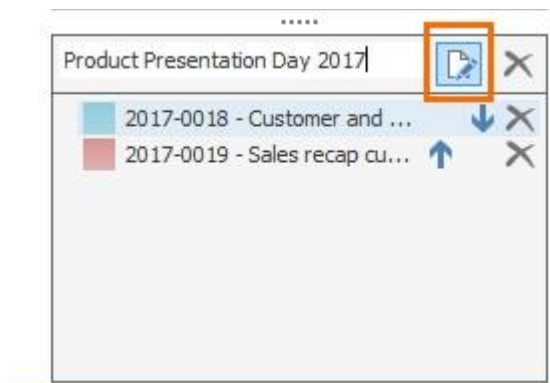 Product Presentation Day 2017
2017-0018 - Customer and ...
2017-0019 - Sales recap cu...